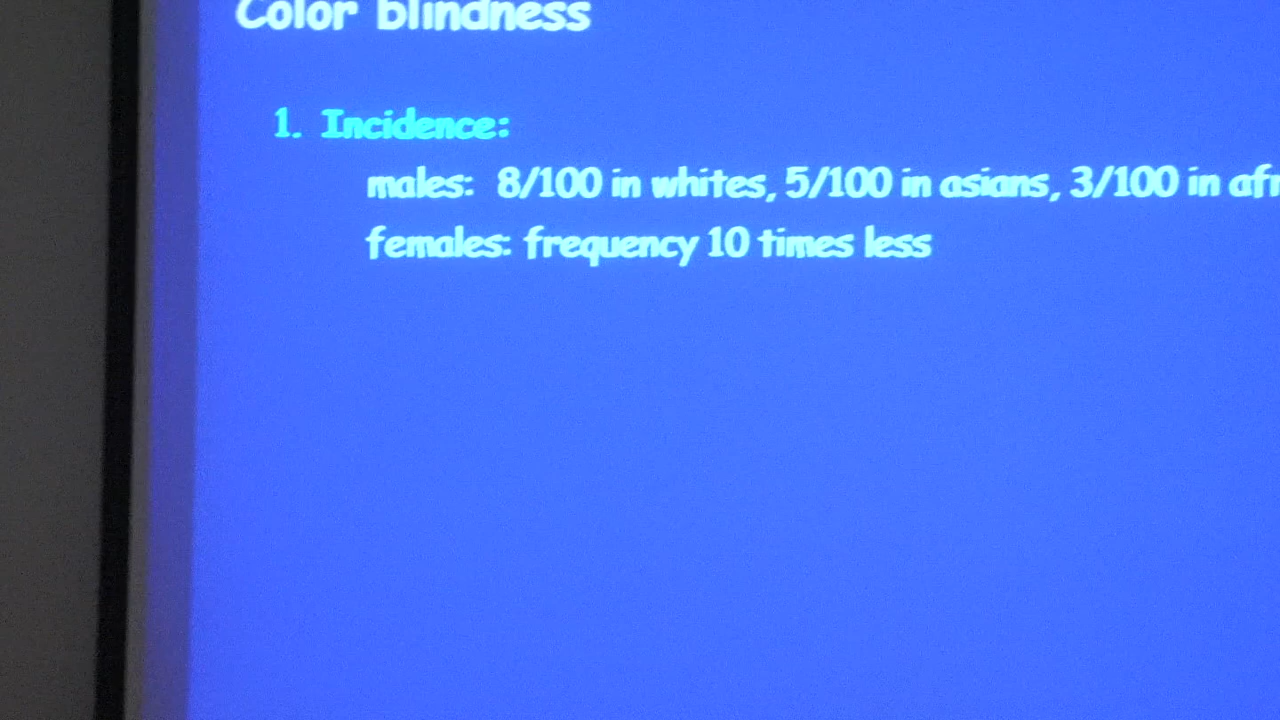 Color blindness
1. Incidence:
males: 8/100 in whites, 5/100 in asians, 3/100 in
females: frequency 10 times less